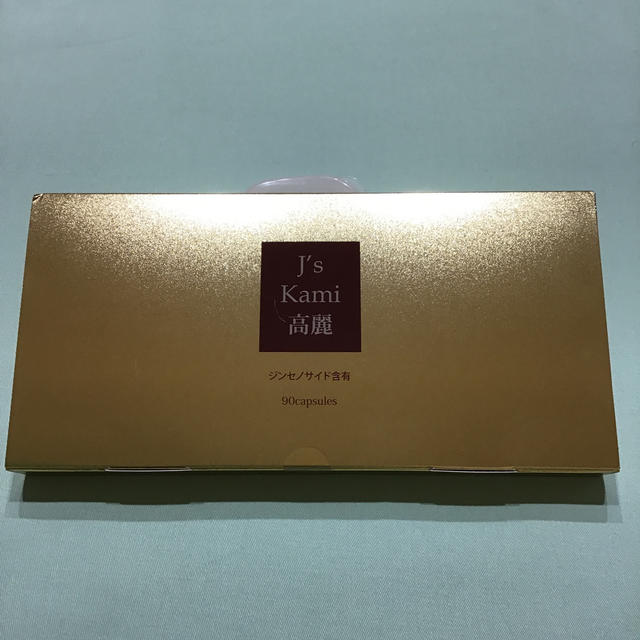 J's
Kami
高麗
ジンセノサイド含有
90capsules